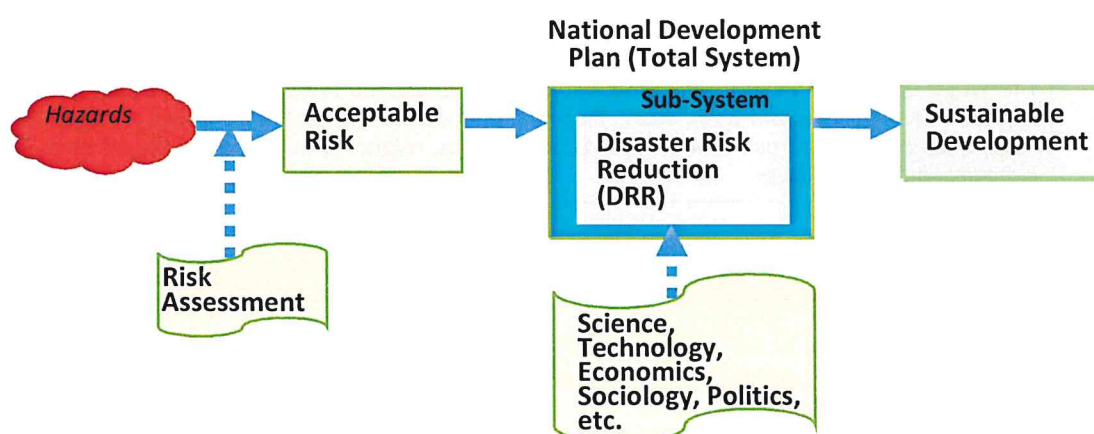 National Development
Plan (Total System)
Hazards
Acceptable
Risk
Sub-System
Disaster Risk
Reduction
(DRR)
Sustainable
Development
Risk
Assessment
Science,
Technology,
Economics,
Sociology, Politics,
etc.